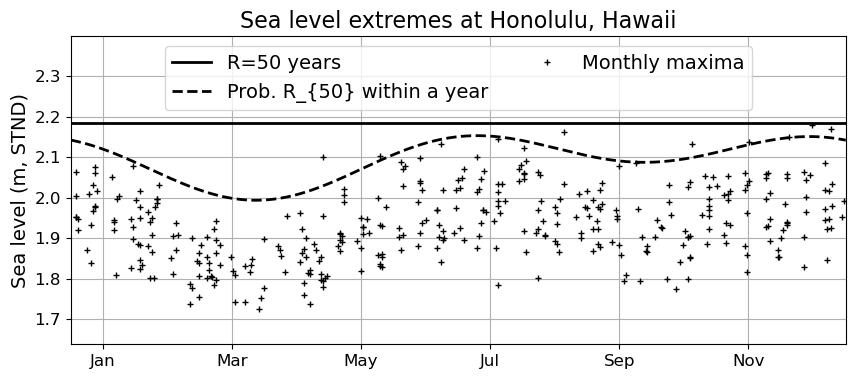 Sea level extremes at Honolulu, Hawaii
R=50 years
Prob. R_{50} within a year
Monthly maxima
Sea level (m, STND)
2.3
2.2
2.1
2.0
1.9
1.8
1.7
Jan Mar May Jul Sep Nov